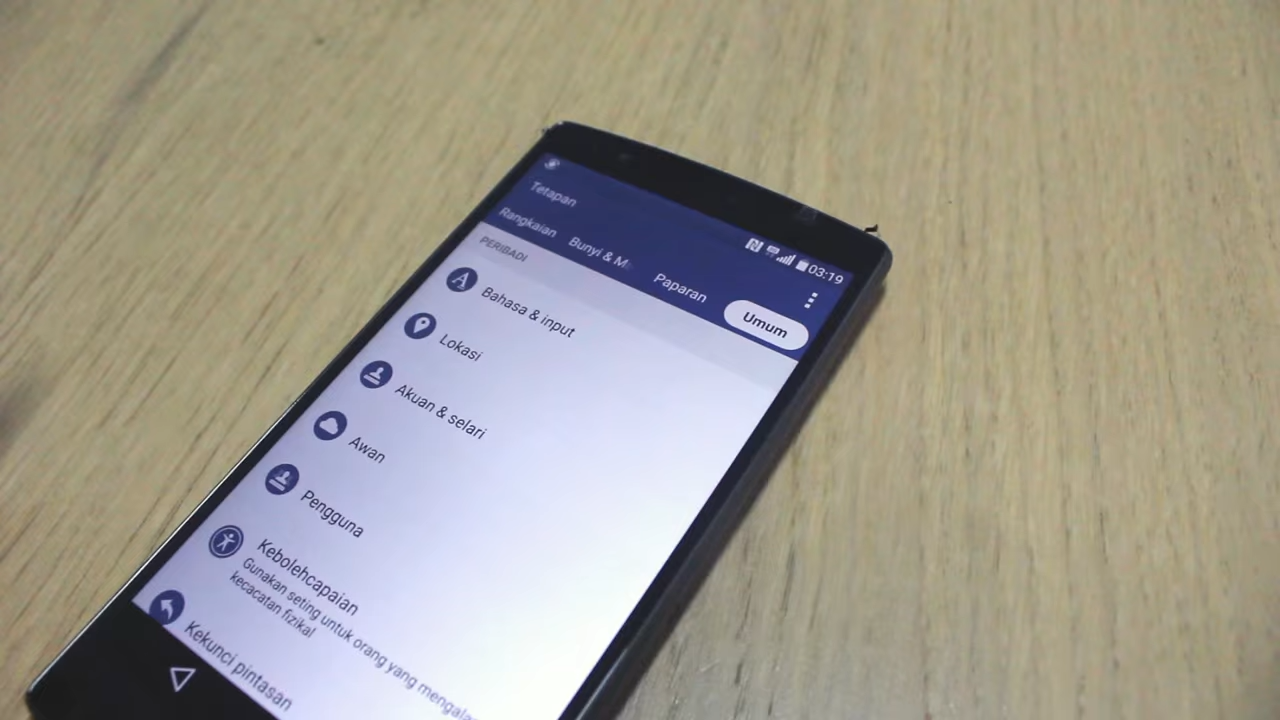 03:19
Tetapan
Rangkaian Bunyi & M Paparan Umum
PERIBADI
Bahasa & input
Lokasi
Akuan & selari
Awan
Pengguna
Kebolehcapaian
Gunakan seting untuk orang yang mengala
kecacatan fizikal
Kekunci pintasan